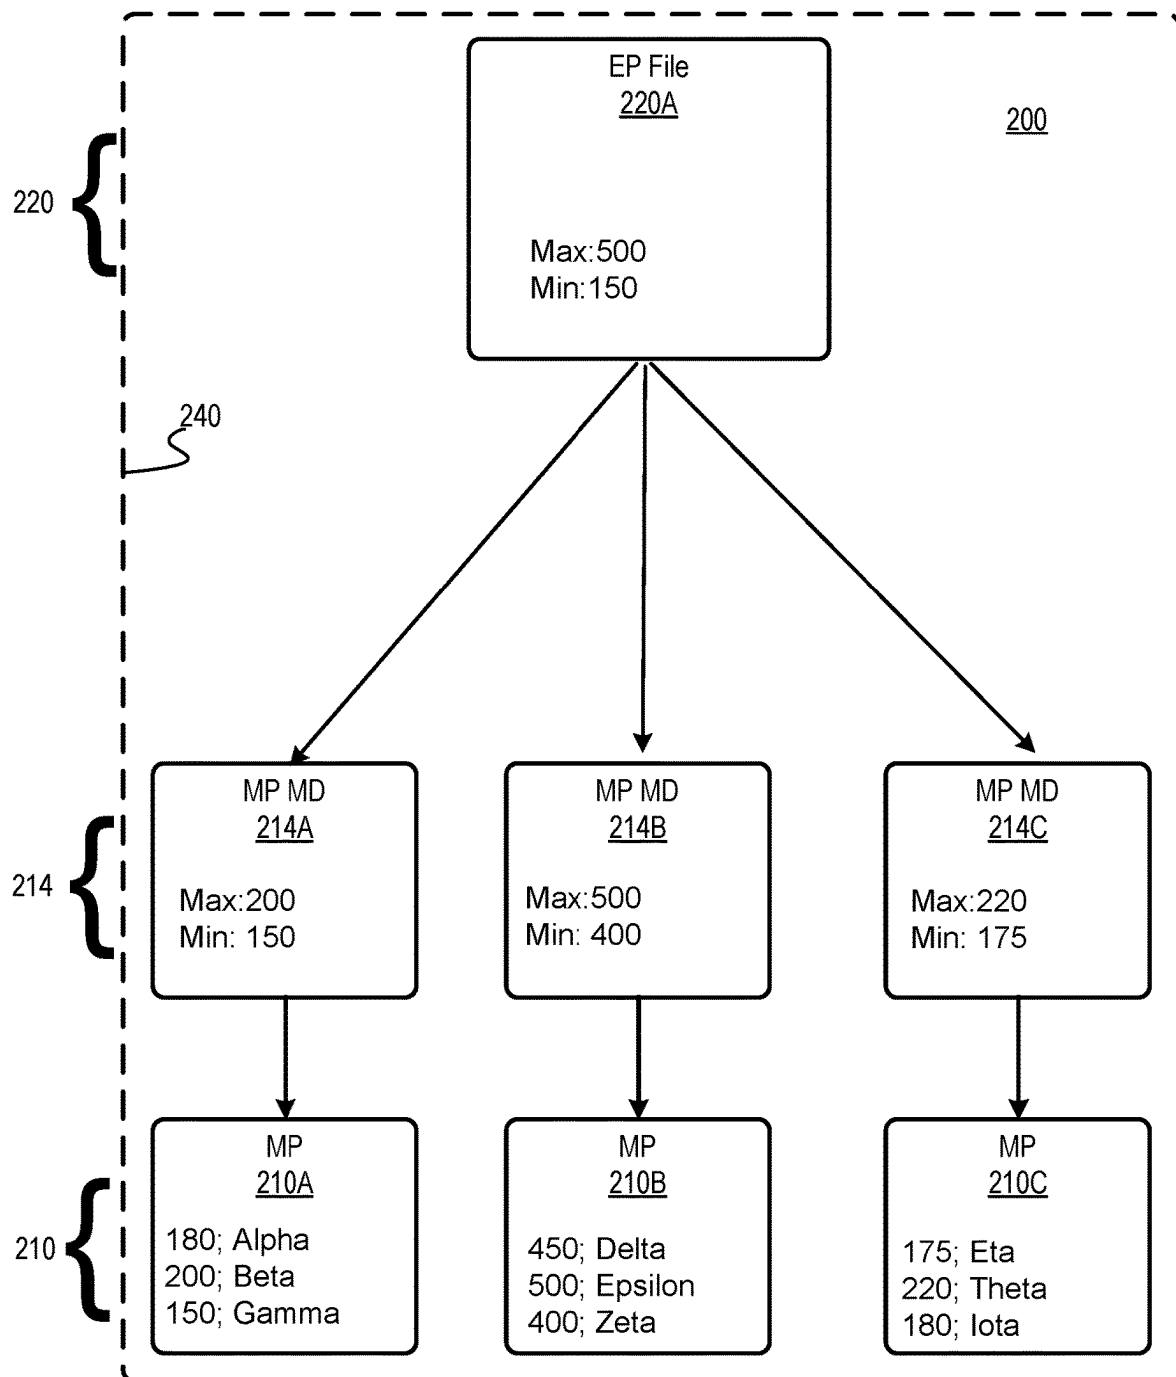 EP File
220A
200
220
Max:500
Min:150
240
MP MD
214A
MP MD
214B
MP MD
214C
214
Max:200
Min: 150
Max:500
Min: 400
Max:220
Min: 175
MP
210A
MP
210B
MP
210C
210
180; Alpha
200; Beta
150; Gamma
450; Delta
500; Epsilon
400; Zeta
175; Eta
220; Theta
180; Iota